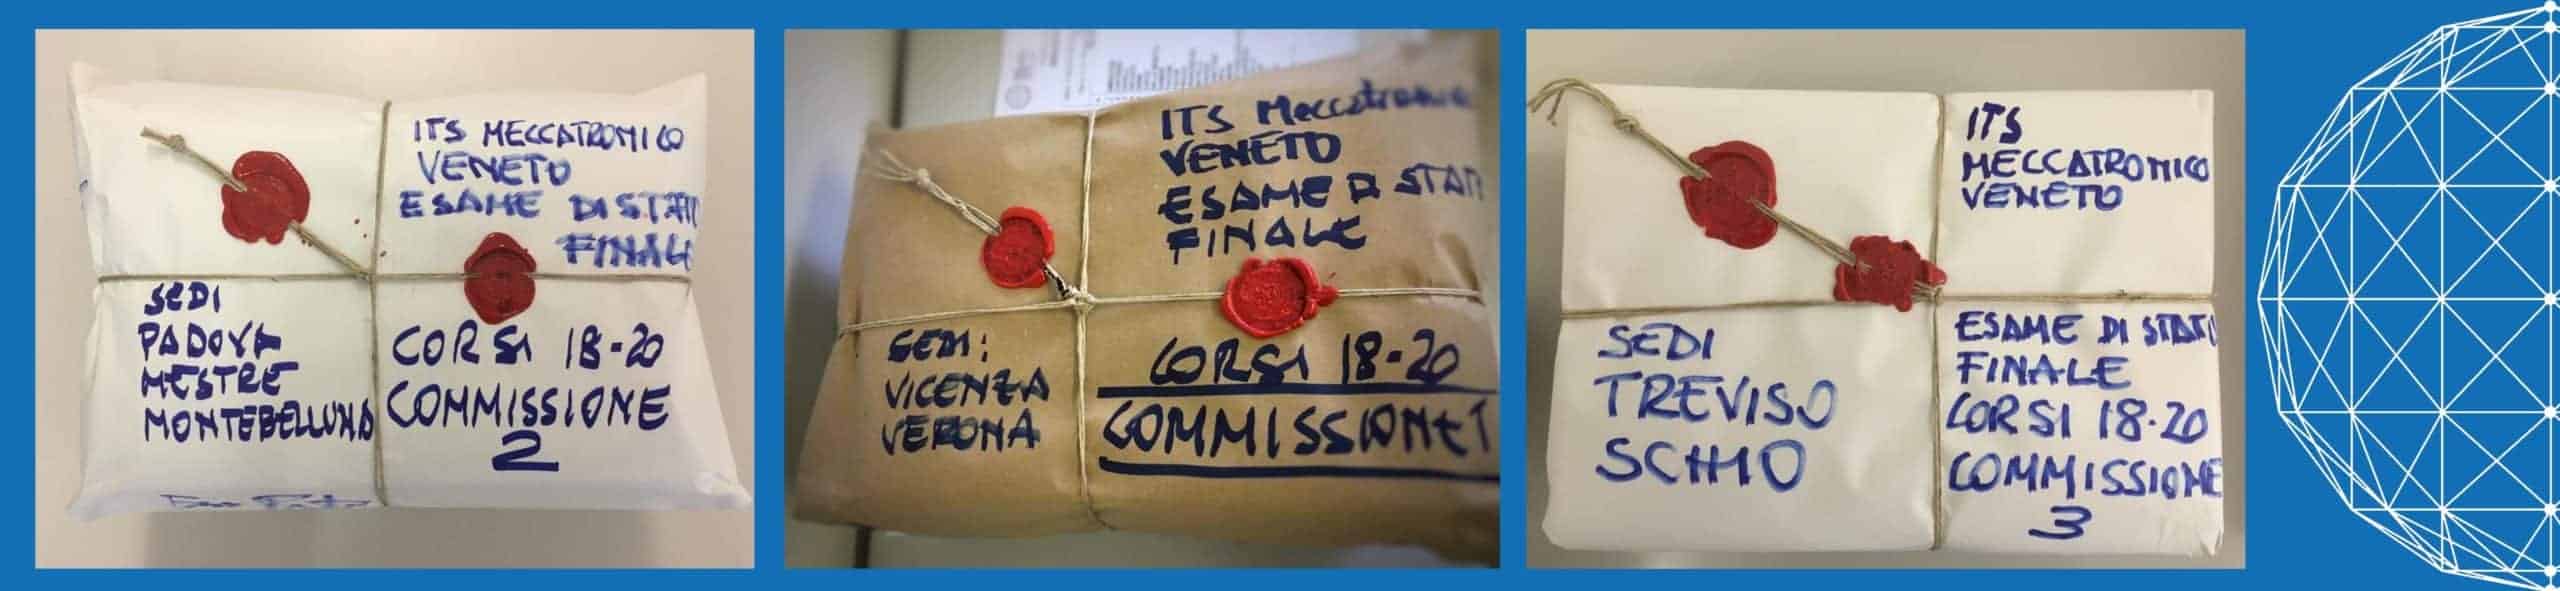 ITS MECCATRONICO
VENETO
ESAME DI STATO
FINALE
SEDI
PADOVA
MESTRE
MONTEBELLUNA
CORSI 18-20
COMMISSIONE
2
ITS Meccatronico
VENETO
ESAME DI STAT
FINALE
SEDI:
VICENZA
VERONA
CORSI 18-20
COMMISSIONE 1
ITS
MECCATRONICO
VENETO
SEDI
TREVISO
SCHIO
ESAME DI STATO
FINALE
CORSI 18-20
COMMISSIONE
3